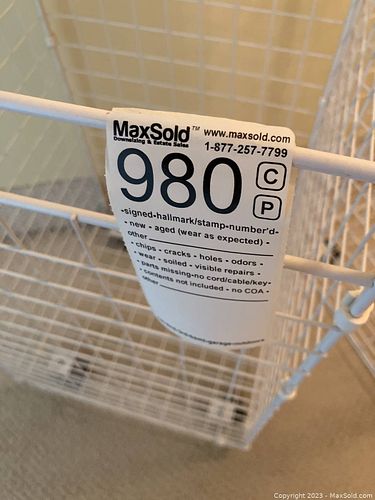 MaxSold™ www.maxsold.com
Downsizing & Estate Sales
1-877-257-7799
980 C
P
-signed-hallmark/stamp-number'd-
- new - aged (wear as expected) -
other
- chips - cracks - holes - odors -
- wear - soiled - visible repairs -
- parts missing-no cord/cable/key-
- contents not included - no COA -
other
Copyright 2023 - MaxSold.com